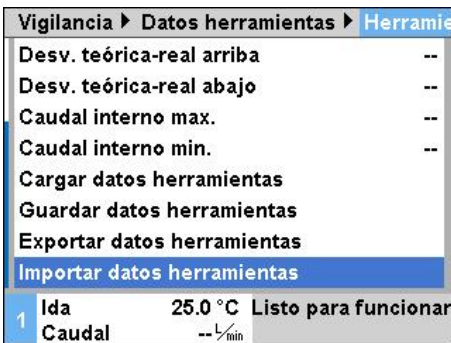 Vigilancia ▶ Datos herramientas ▶ Herramie
Desv. teórica-real arriba --
Desv. teórica-real abajo --
Caudal interno max. --
Caudal interno min. --
Cargar datos herramientas
Guardar datos herramientas
Exportar datos herramientas
Importar datos herramientas
1 Ida 25.0 °C Listo para funcionar
Caudal -- L/min